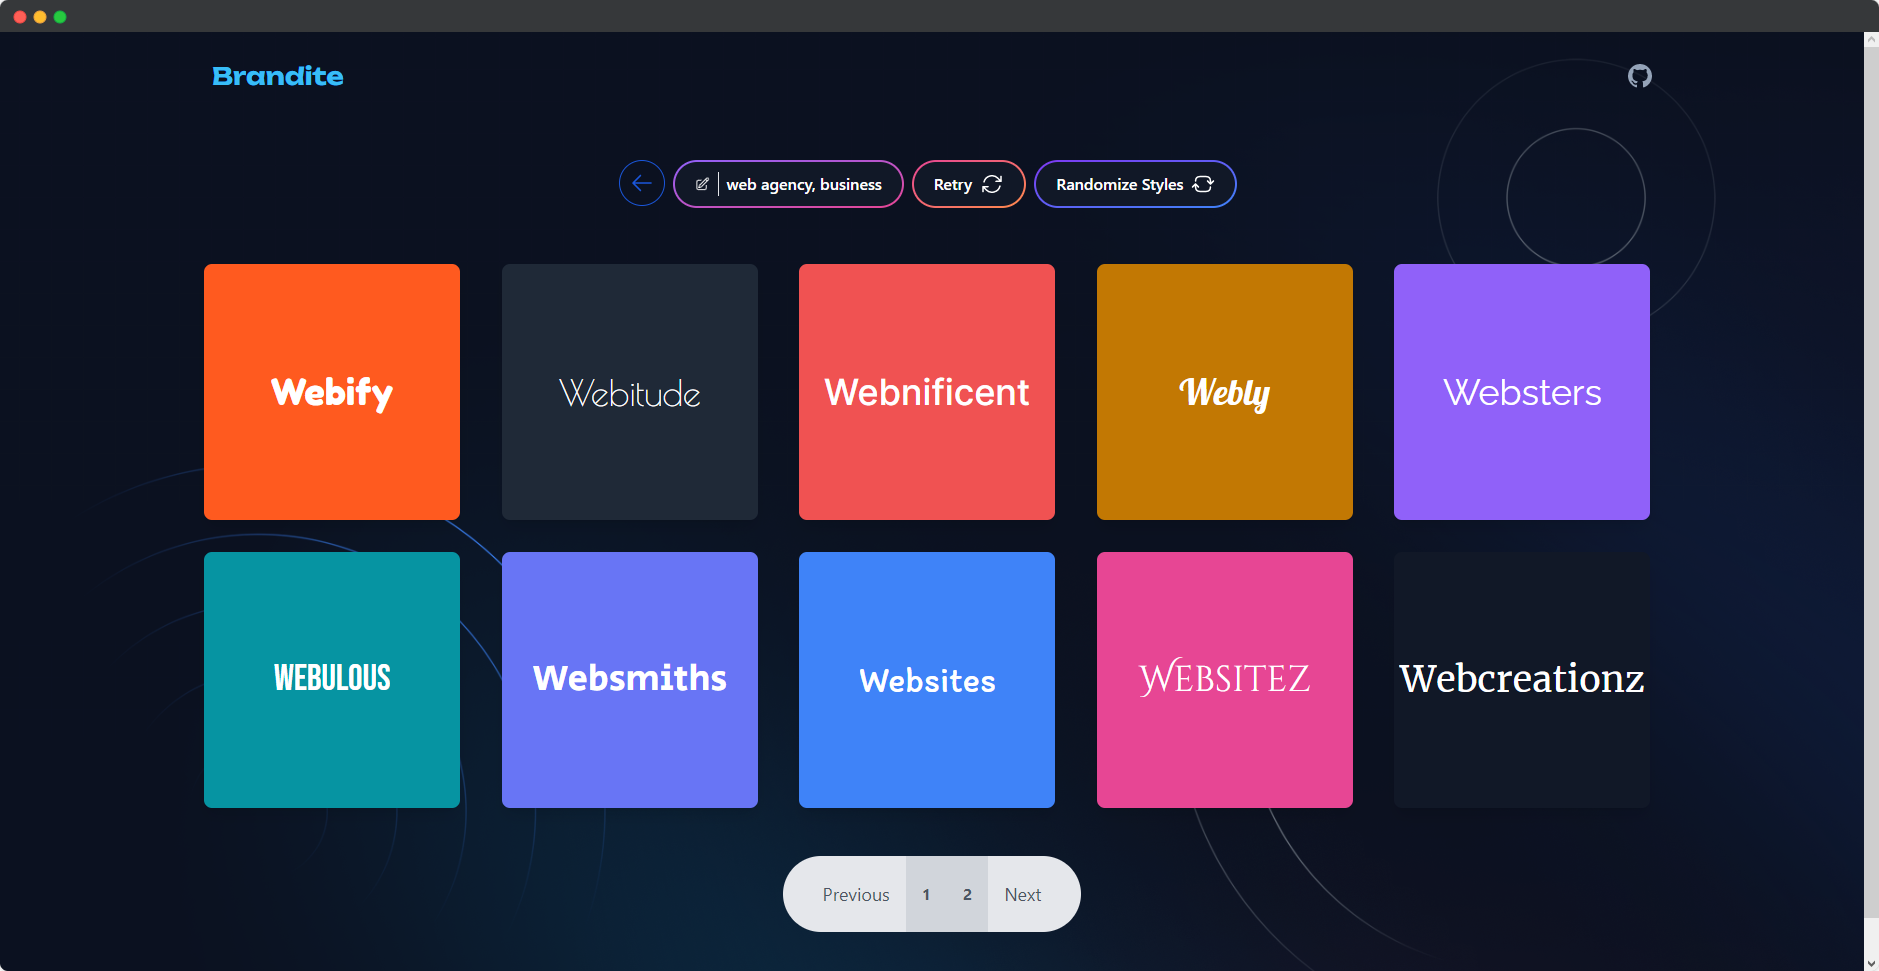 Brandite
web agency, business
Retry
Randomize Styles
Webify
Webitude
Webnificent
Webly
Websters
WEBULOUS
Websmiths
Websites
WEBSITEZ
Webcreationz
Previous 1 2 Next